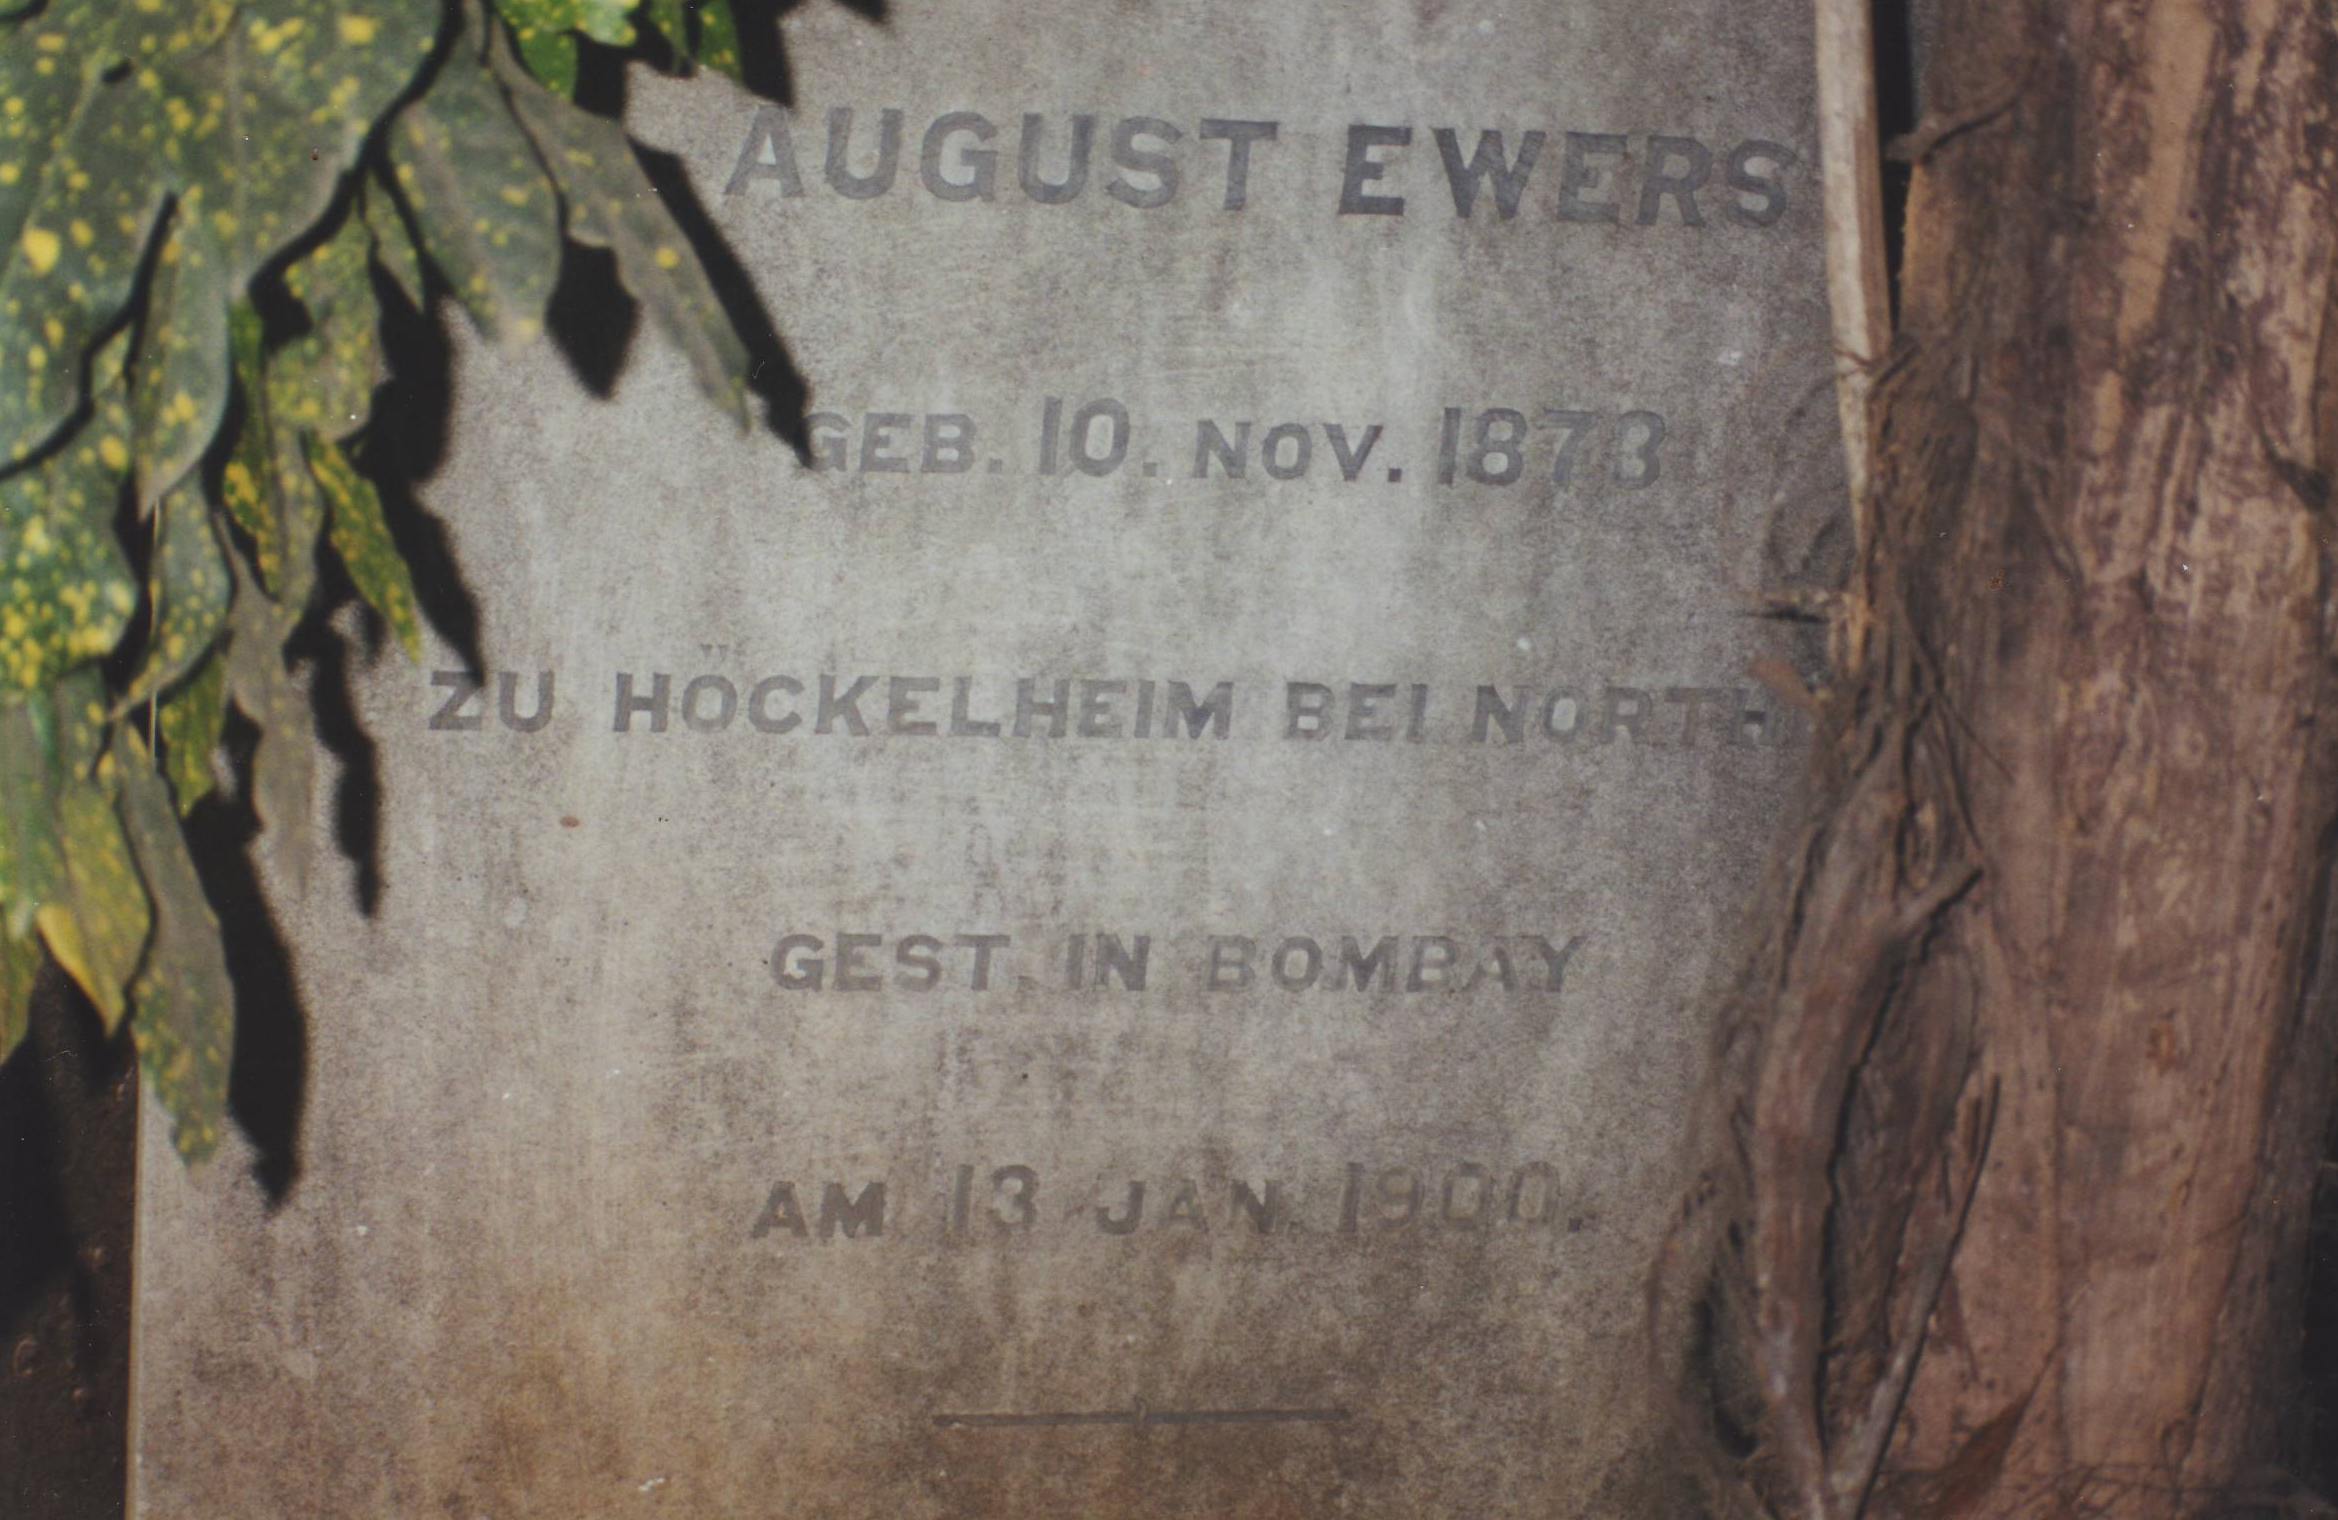 AUGUST EWERS
GEB. 10. NOV. 1873
ZU HÖCKELHEIM BEI NORTH
GEST. IN BOMBAY
AM 13 JAN. 1900.